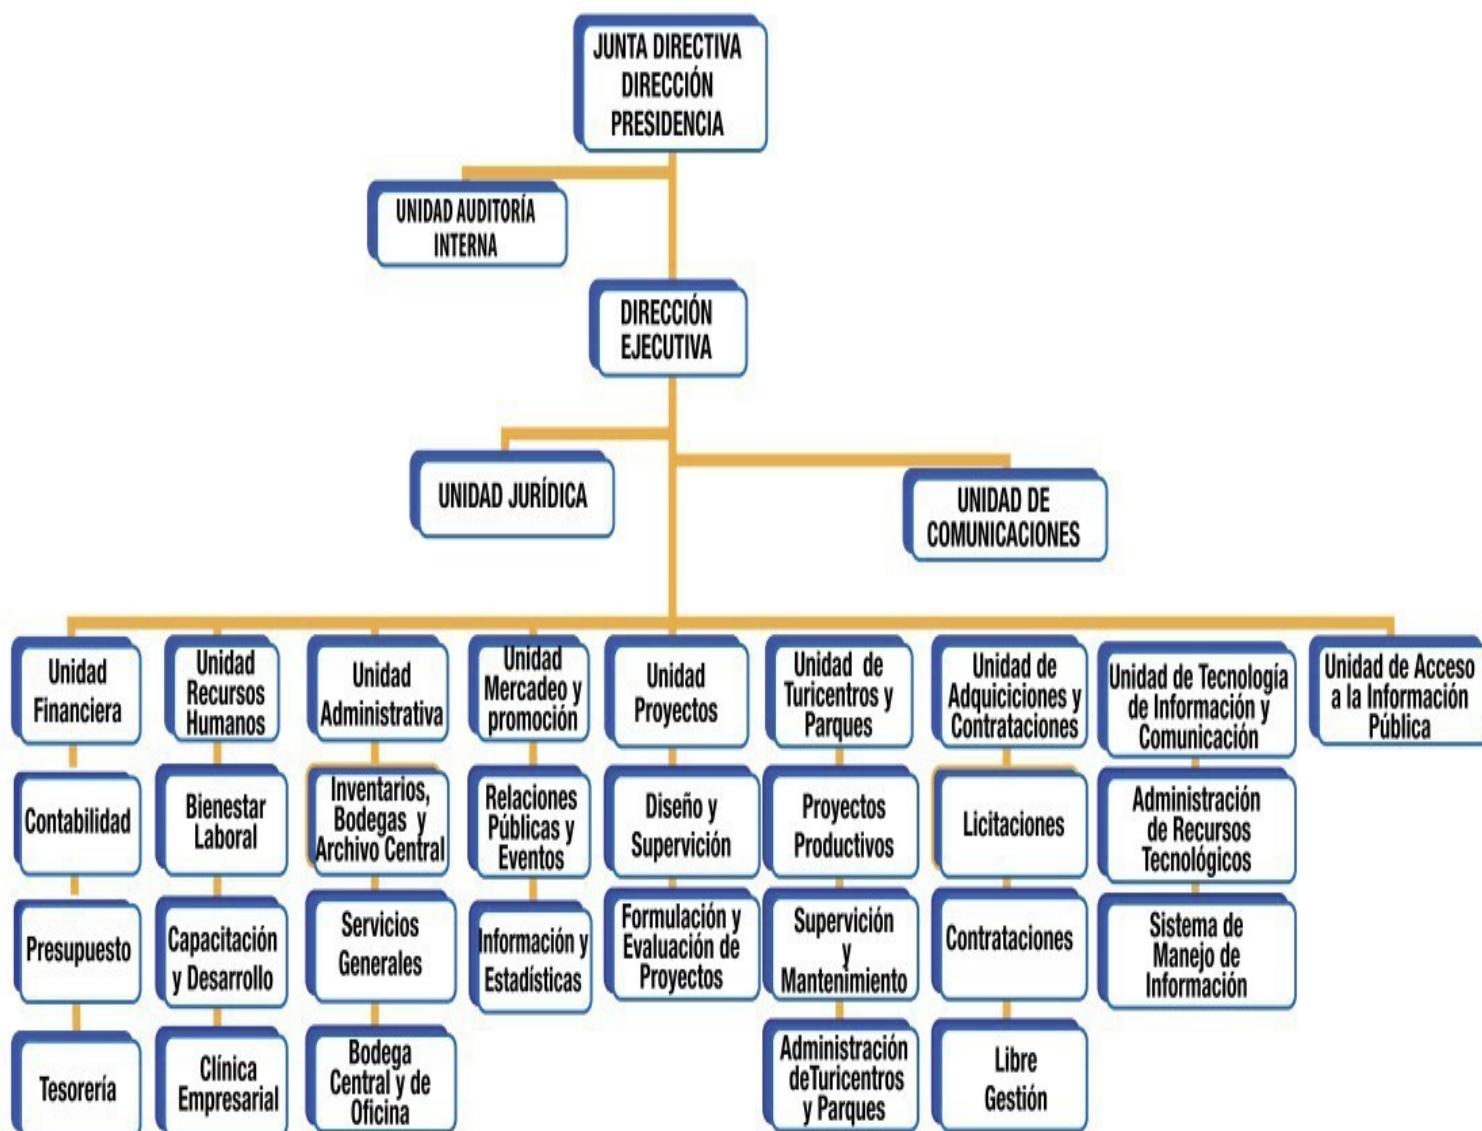 JUNTA DIRECTIVA
DIRECCIÓN
PRESIDENCIA
UNIDAD AUDITORÍA
INTERNA
DIRECCIÓN
EJECUTIVA
UNIDAD JURÍDICA
UNIDAD DE
COMUNICACIONES
Unidad
Financiera
Contabilidad
Presupuesto
Tesorería
Unidad
Recursos
Humanos
Bienestar
Laboral
Capacitación
y Desarrollo
Clínica
Empresarial
Unidad
Administrativa
Inventarios,
Bodegas y
Archivo Central
Servicios
Generales
Bodega
Central y de
Oficina
Unidad
Mercadeo y
promoción
Relaciones
Públicas y
Eventos
Información y
Estadísticas
Unidad
Proyectos
Diseño y
Supervición
Formulación y
Evaluación de
Proyectos
Unidad de
Turicentros y
Parques
Proyectos
Productivos
Supervición
y
Mantenimiento
Administración
deTuricentros
y Parques
Unidad de
Adquiciciones y
Contrataciones
Licitaciones
Contrataciones
Libre
Gestión
Unidad de Tecnología
de Información y
Comunicación
Administración
de Recursos
Tecnológicos
Sistema de
Manejo de
Información
Unidad de Acceso
a la Información
Pública